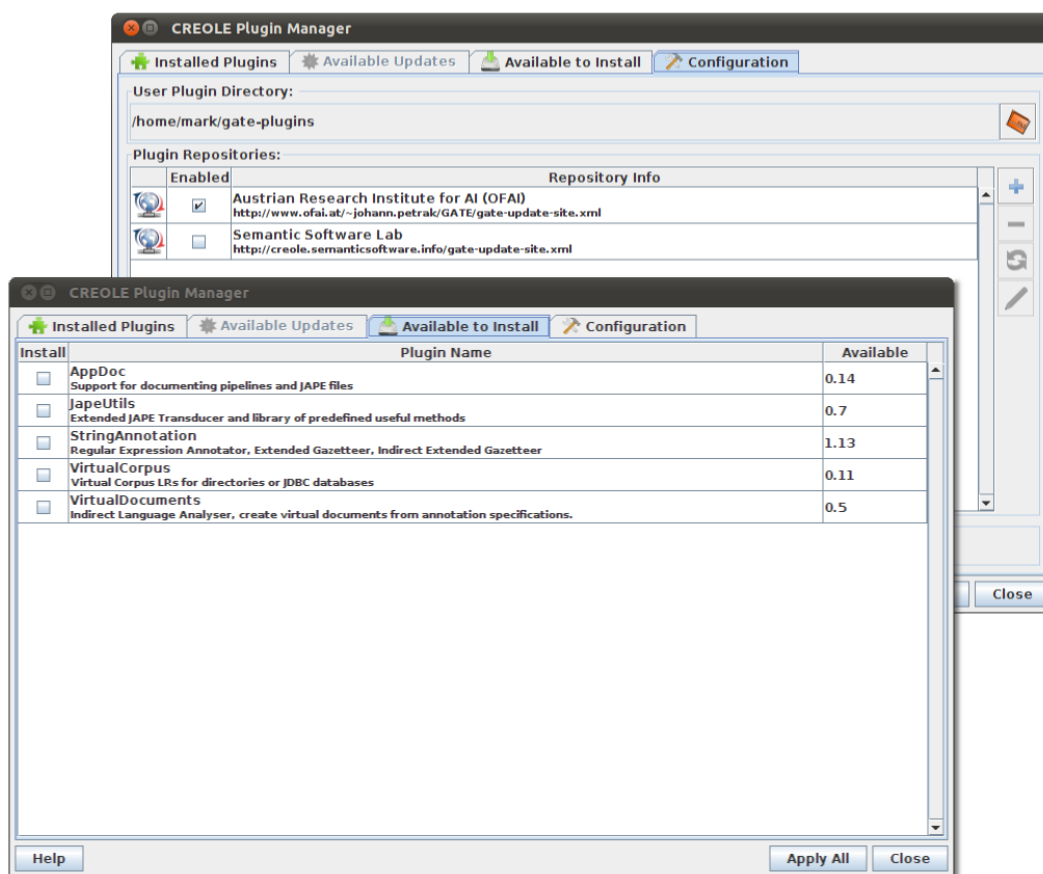 CREOLE Plugin Manager
Installed Plugins Available Updates Available to Install Configuration
User Plugin Directory:
/home/mark/gate-plugins
Plugin Repositories:
Enabled Repository Info
Austrian Research Institute for AI (OFAI)
http://www.ofai.at/~johann.petrak/GATE/gate-update-site.xml
Semantic Software Lab
http://creole.semanticsoftware.info/gate-update-site.xml
Close
CREOLE Plugin Manager
Installed Plugins Available Updates Available to Install Configuration
Install Plugin Name Available
AppDoc
Support for documenting pipelines and JAPE files
0.14
JapeUtils
Extended JAPE Transducer and library of predefined useful methods
0.7
StringAnnotation
Regular Expression Annotator, Extended Gazetteer, Indirect Extended Gazetteer
1.13
VirtualCorpus
Virtual Corpus LRs for directories or JDBC databases
0.11
VirtualDocuments
Indirect Language Analyser, create virtual documents from annotation specifications.
0.5
Help Apply All Close